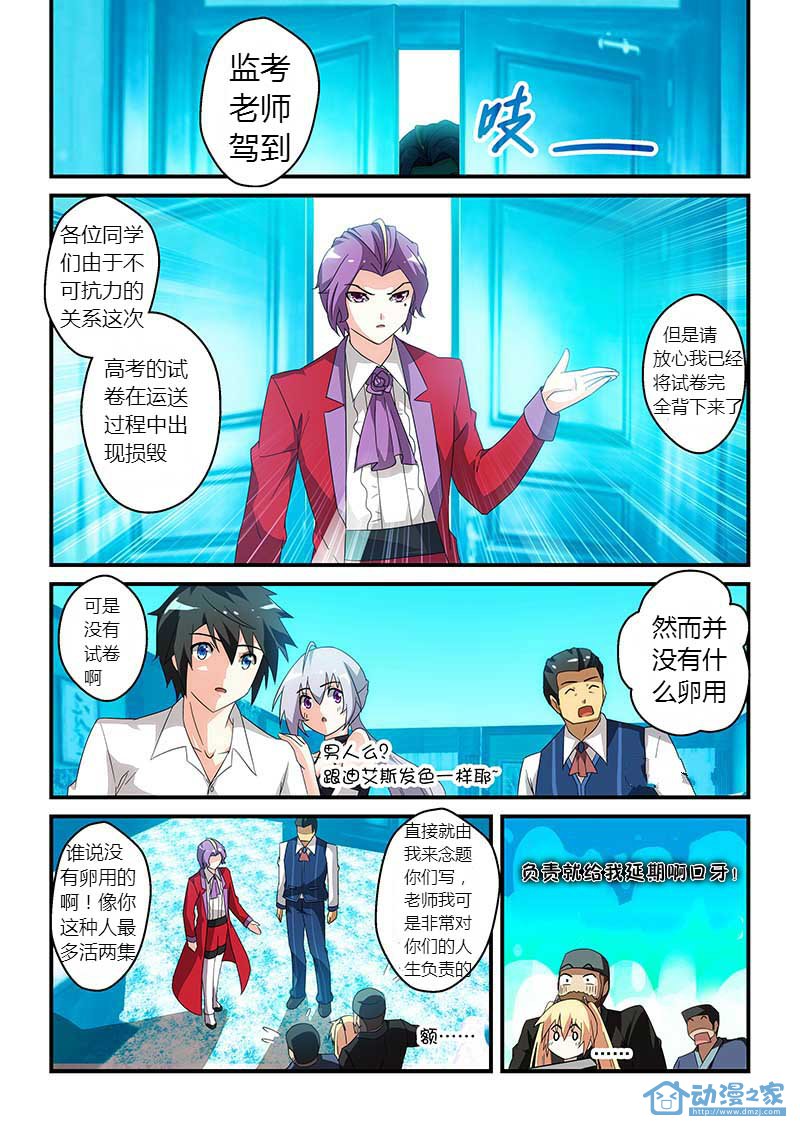 监考
老师
驾到
吱——
各位同学
们由于不
可抗力的
关系这次
高考的试
卷在运送
过程中出
现损毁
但是请
放心我已经
将试卷完
全背下来了
可是
没有
试卷
啊
男人么?
跟迪艾斯发色一样耶~
然而并
没有什
么卵用
谁说没
有卵用的
啊！像你
这种人最
多活两集
直接就由
我来念题
你们写，
老师我可
是非常对
你们的人
生负责的
额……
负责就给我延期啊口牙!
……
动漫之家
http://www.dmzj.com